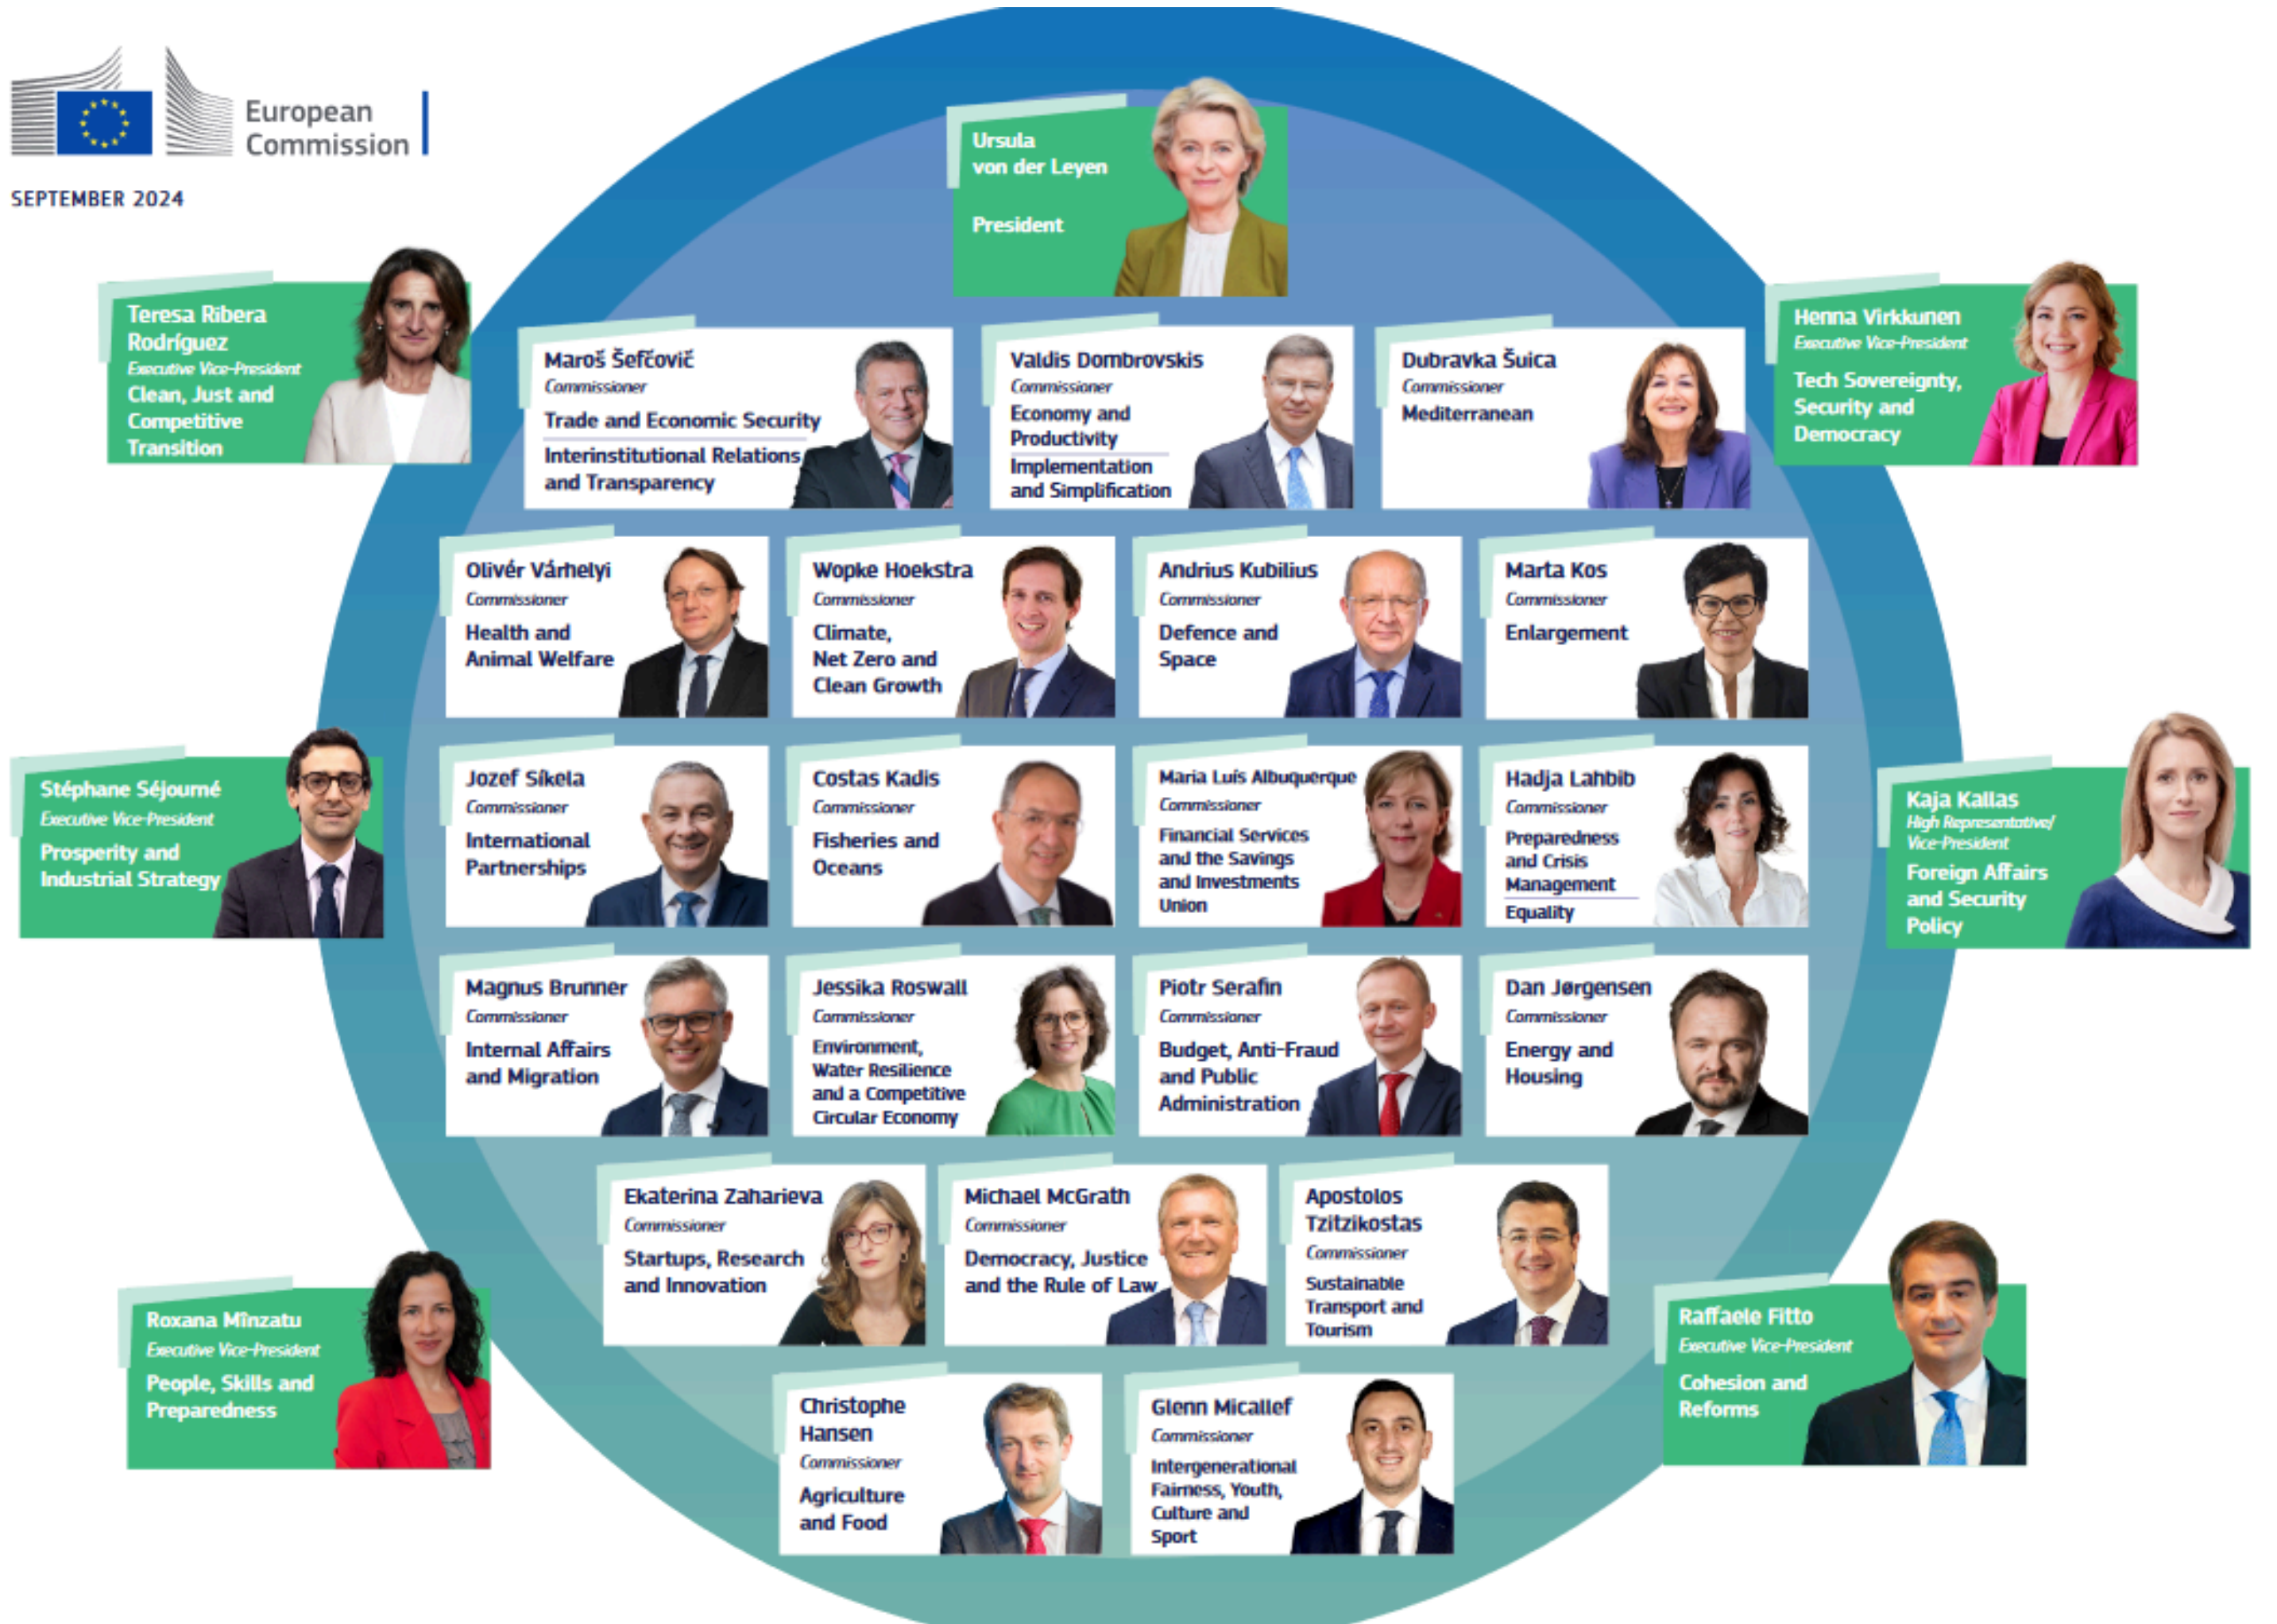 European
Commission
SEPTEMBER 2024
Ursula
von der Leyen
President
Teresa Ribera
Rodríguez
Executive Vice-President
Clean, Just and
Competitive
Transition
Maroš Šefčovič
Commissioner
Trade and Economic Security
Interinstitutional Relations
and Transparency
Valdis Dombrovskis
Commissioner
Economy and
Productivity
Implementation
and Simplification
Dubravka Šuica
Commissioner
Mediterranean
Henna Virkkunen
Executive Vice-President
Tech Sovereignty,
Security and
Democracy
Olivér Várhelyi
Commissioner
Health and
Animal Welfare
Wopke Hoekstra
Commissioner
Climate,
Net Zero and
Clean Growth
Andrius Kubilius
Commissioner
Defence and
Space
Marta Kos
Commissioner
Enlargement
Stéphane Séjourné
Executive Vice-President
Prosperity and
Industrial Strategy
Jozef Síkela
Commissioner
International
Partnerships
Costas Kadis
Commissioner
Fisheries and
Oceans
Maria Luís Albuquerque
Commissioner
Financial Services
and the Savings
and Investments
Union
Hadja Lahbib
Commissioner
Preparedness
and Crisis
Management
Equality
Kaja Kallas
High Representative/
Vice-President
Foreign Affairs
and Security
Policy
Magnus Brunner
Commissioner
Internal Affairs
and Migration
Jessika Roswall
Commissioner
Environment,
Water Resilience
and a Competitive
Circular Economy
Piotr Serafin
Commissioner
Budget, Anti-Fraud
and Public
Administration
Dan Jørgensen
Commissioner
Energy and
Housing
Ekaterina Zaharieva
Commissioner
Startups, Research
and Innovation
Michael McGrath
Commissioner
Democracy, Justice
and the Rule of Law
Apostolos
Tzitzikostas
Commissioner
Sustainable
Transport and
Tourism
Roxana Mînzatu
Executive Vice-President
People, Skills and
Preparedness
Raffaele Fitto
Executive Vice-President
Cohesion and
Reforms
Christophe
Hansen
Commissioner
Agriculture
and Food
Glenn Micallef
Commissioner
Intergenerational
Fairness, Youth,
Culture and
Sport